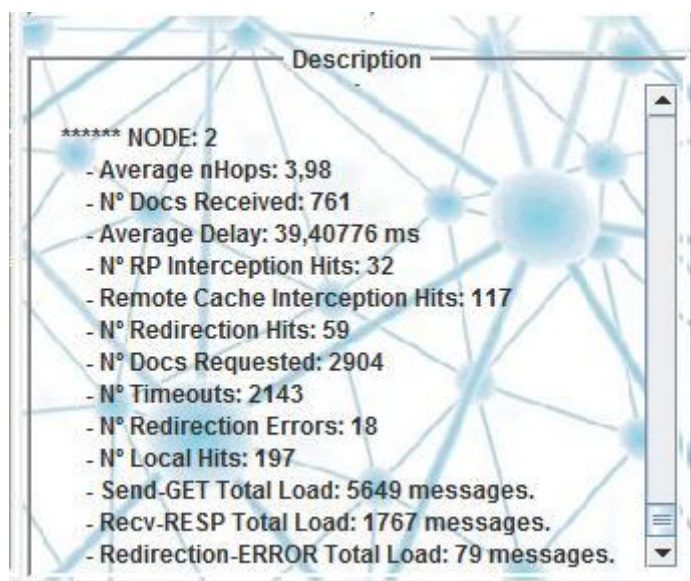 Description
****** NODE: 2
- Average nHops: 3,98
- Nº Docs Received: 761
- Average Delay: 39,40776 ms
- Nº RP Interception Hits: 32
- Remote Cache Interception Hits: 117
- Nº Redirection Hits: 59
- Nº Docs Requested: 2904
- Nº Timeouts: 2143
- Nº Redirection Errors: 18
- Nº Local Hits: 197
- Send-GET Total Load: 5649 messages.
- Recv-RESP Total Load: 1767 messages.
- Redirection-ERROR Total Load: 79 messages.